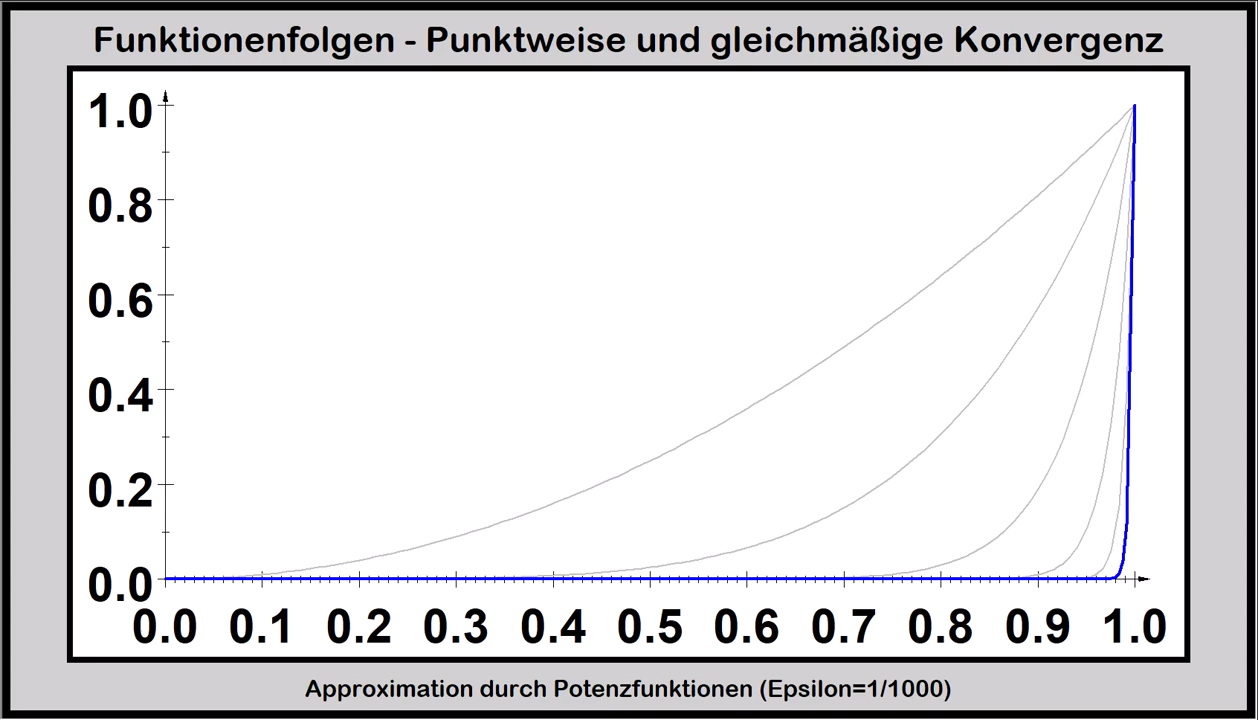 Funktionenfolgen - Punktweise und gleichmäßige Konvergenz
1.0
0.8
0.6
0.4
0.2
0.0
0.0 0.1 0.2 0.3 0.4 0.5 0.6 0.7 0.8 0.9 1.0
Approximation durch Potenzfunktionen (Epsilon=1/1000)